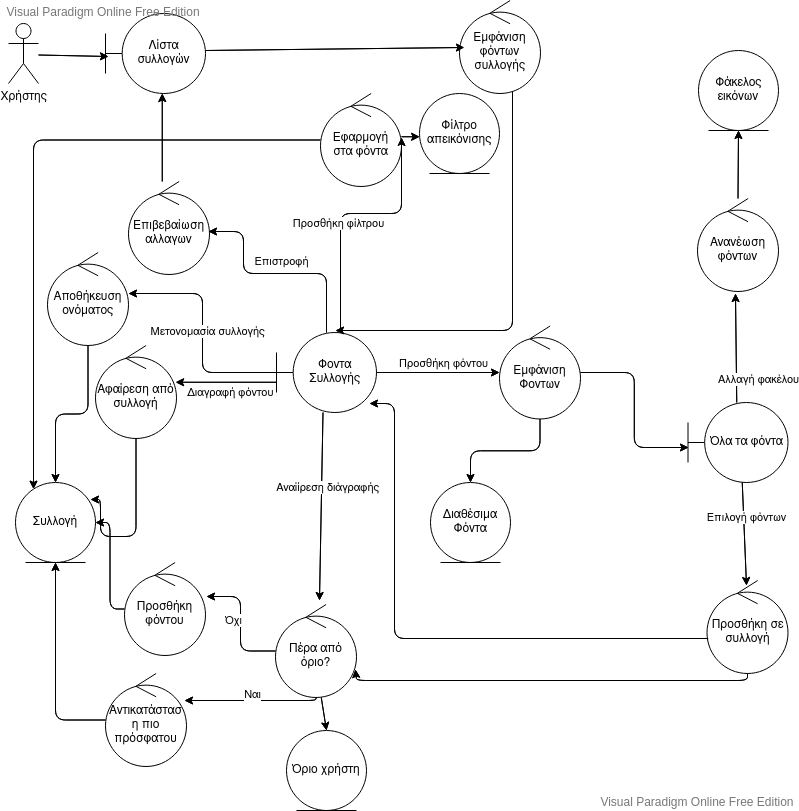 Visual Paradigm Online Free Edition
Χρήστης
Λίστα
συλλογών
Εμφάνιση
φόντων
συλλογής
Φάκελος
εικόνων
Εφαρμογή
στα φόντα
Φίλτρο
απεικόνισης
Προσθήκη φίλτρου
Επιβεβαίωση
αλλαγων
Επιστροφή
Ανανέωση
φόντων
Αποθήκευση
ονόματος
Μετονομασία συλλογής
Φοντα
Συλλογής
Προσθήκη φόντου
Εμφάνιση
Φοντων
Αλλαγή φακέλου
Αφαίρεση από
συλλογή
Διαγραφή φόντου
Όλα τα φόντα
Αναίίρεση διάγραφής
Συλλογή
Διαθέσιμα
Φόντα
Επιλογή φόντων
Προσθήκη
φόντου
Όχι
Πέρα από
όριο?
Προσθήκη σε
συλλογή
Ναι
Αντικατάστασ
η πιο
πρόσφατου
Όριο χρήστη
Visual Paradigm Online Free Edition